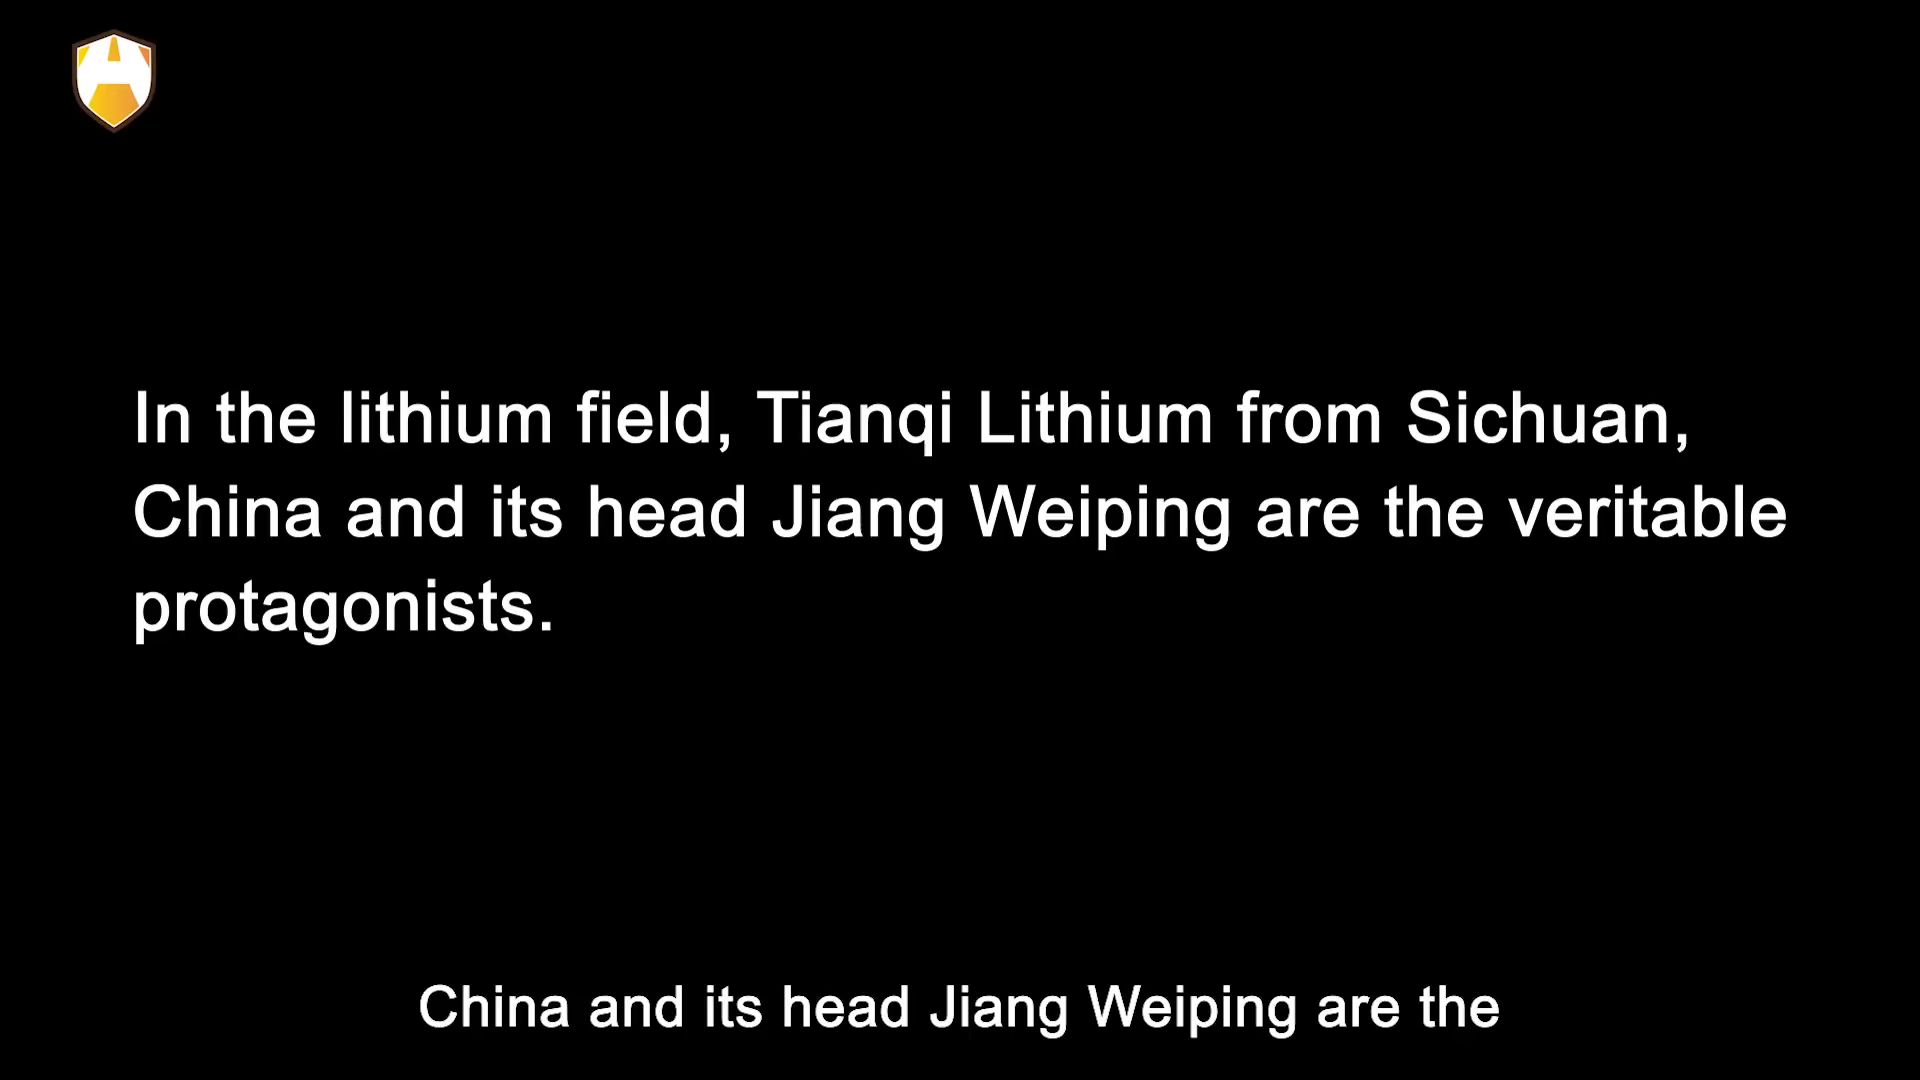 In the lithium field, Tianqi Lithium from Sichuan,
China and its head Jiang Weiping are the veritable
protagonists.
China and its head Jiang Weiping are the